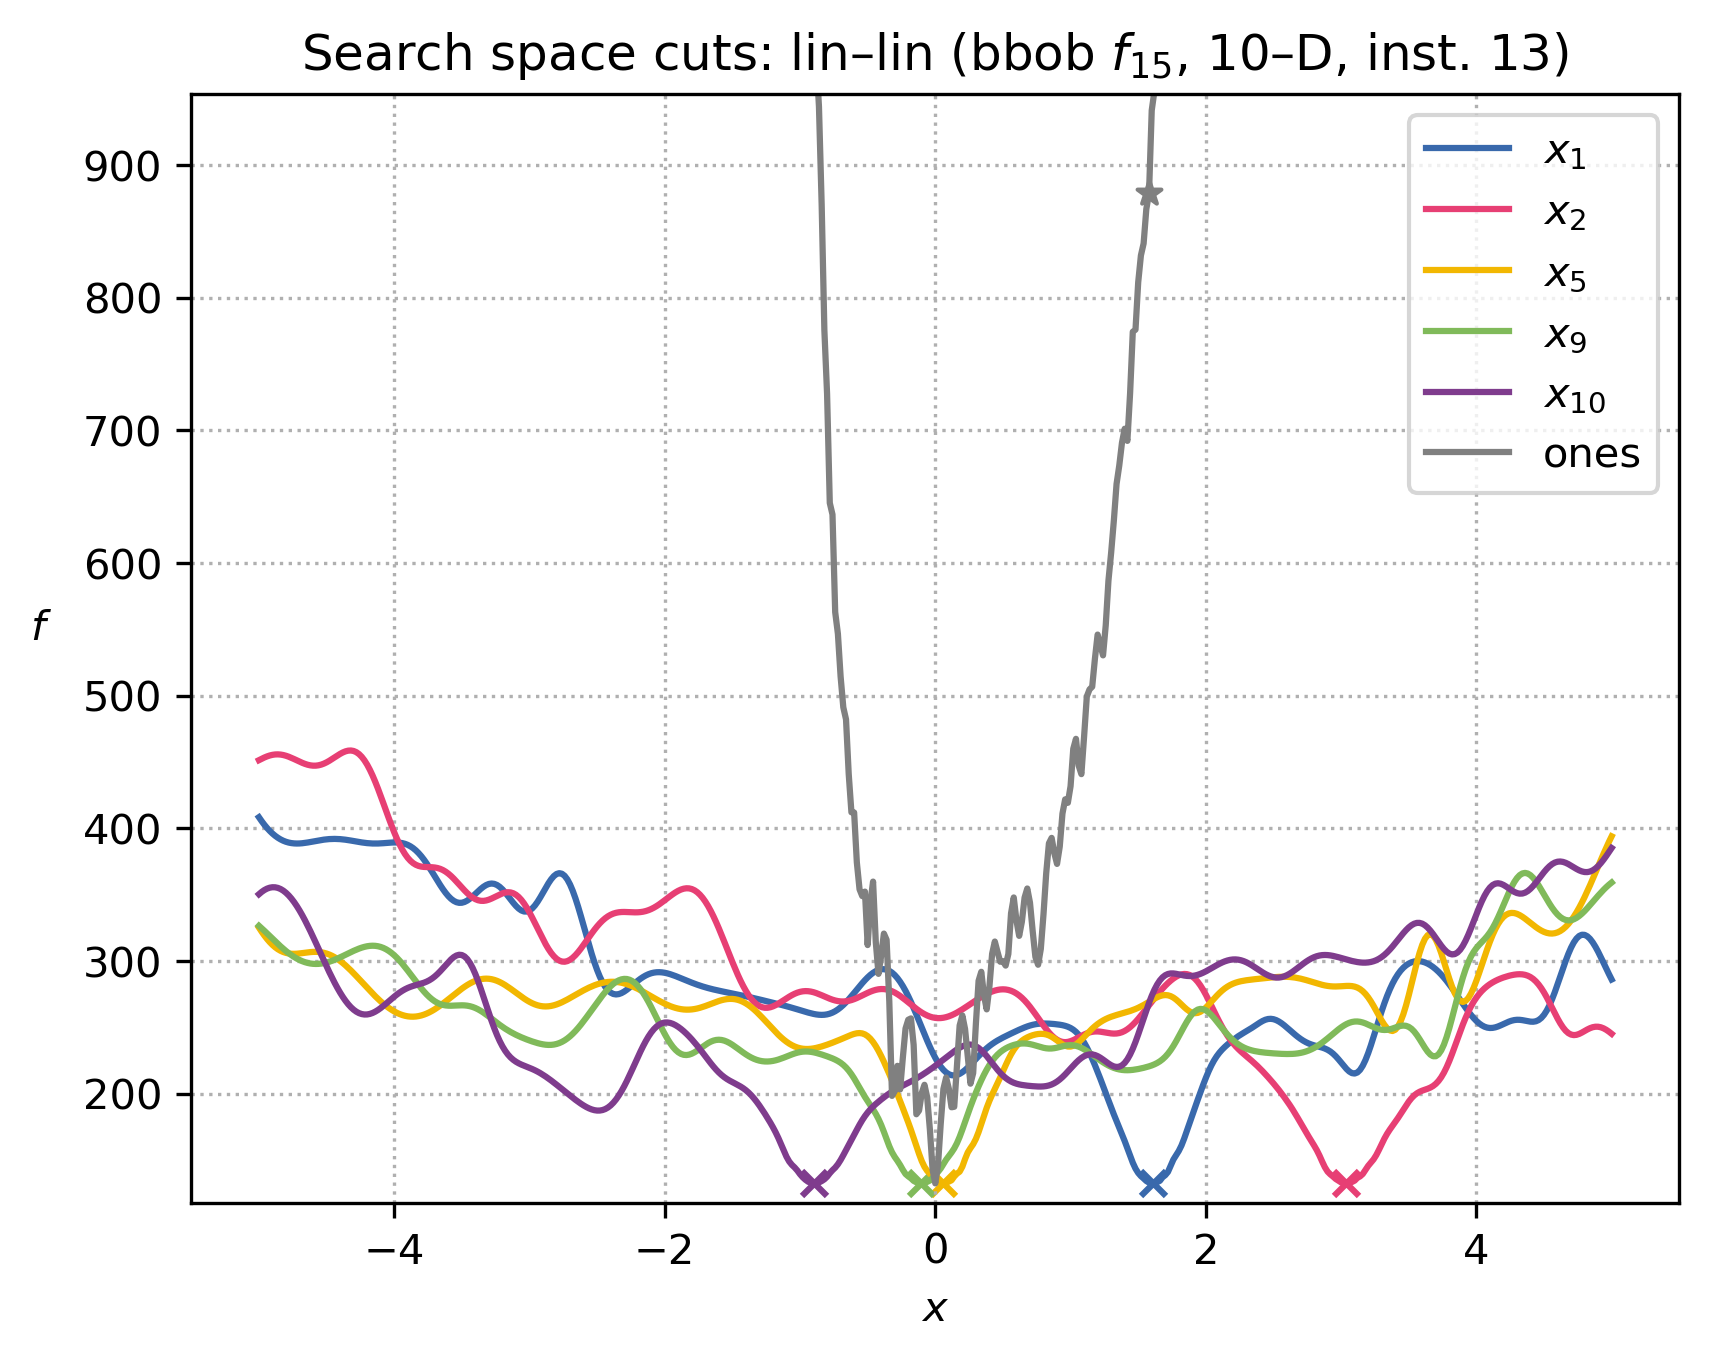 Search space cuts: lin–lin (bbob f15, 10–D, inst. 13)
900
800
700
600
500
400
300
200
f
−4
−2
0
2
4
x
x1
x2
x5
x9
x10
ones